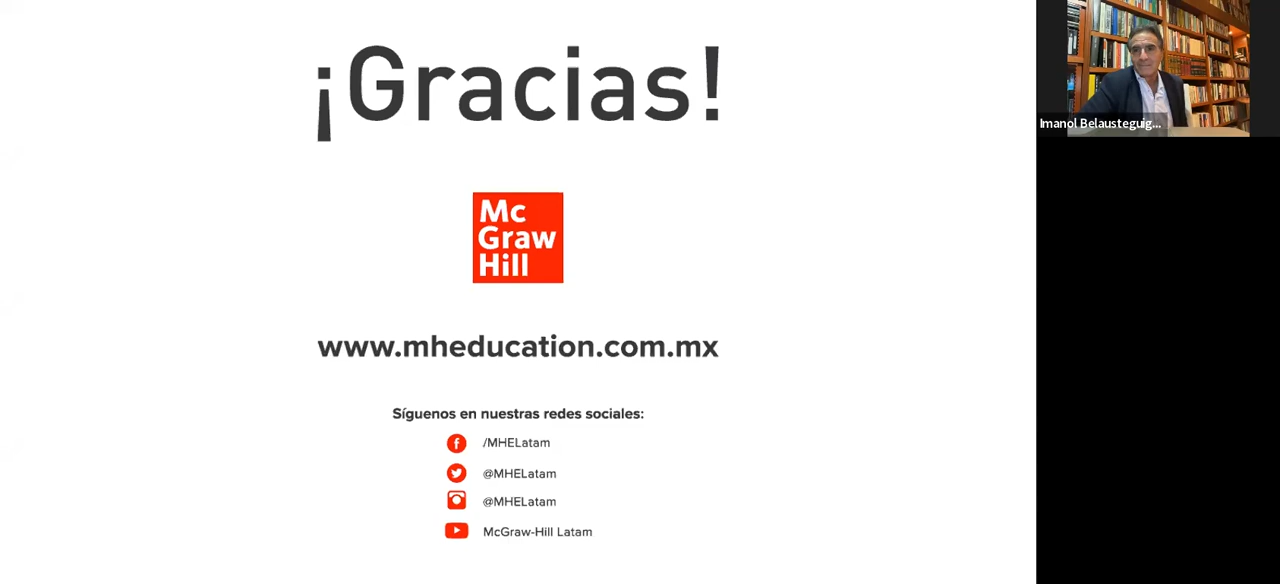 ¡Gracias!
Mc
Graw
Hill
www.mheducation.com.mx
Síguenos en nuestras redes sociales:
/MHELatam
@MHELatam
@MHELatam
McGraw-Hill Latam
Imanol Belausteguig...